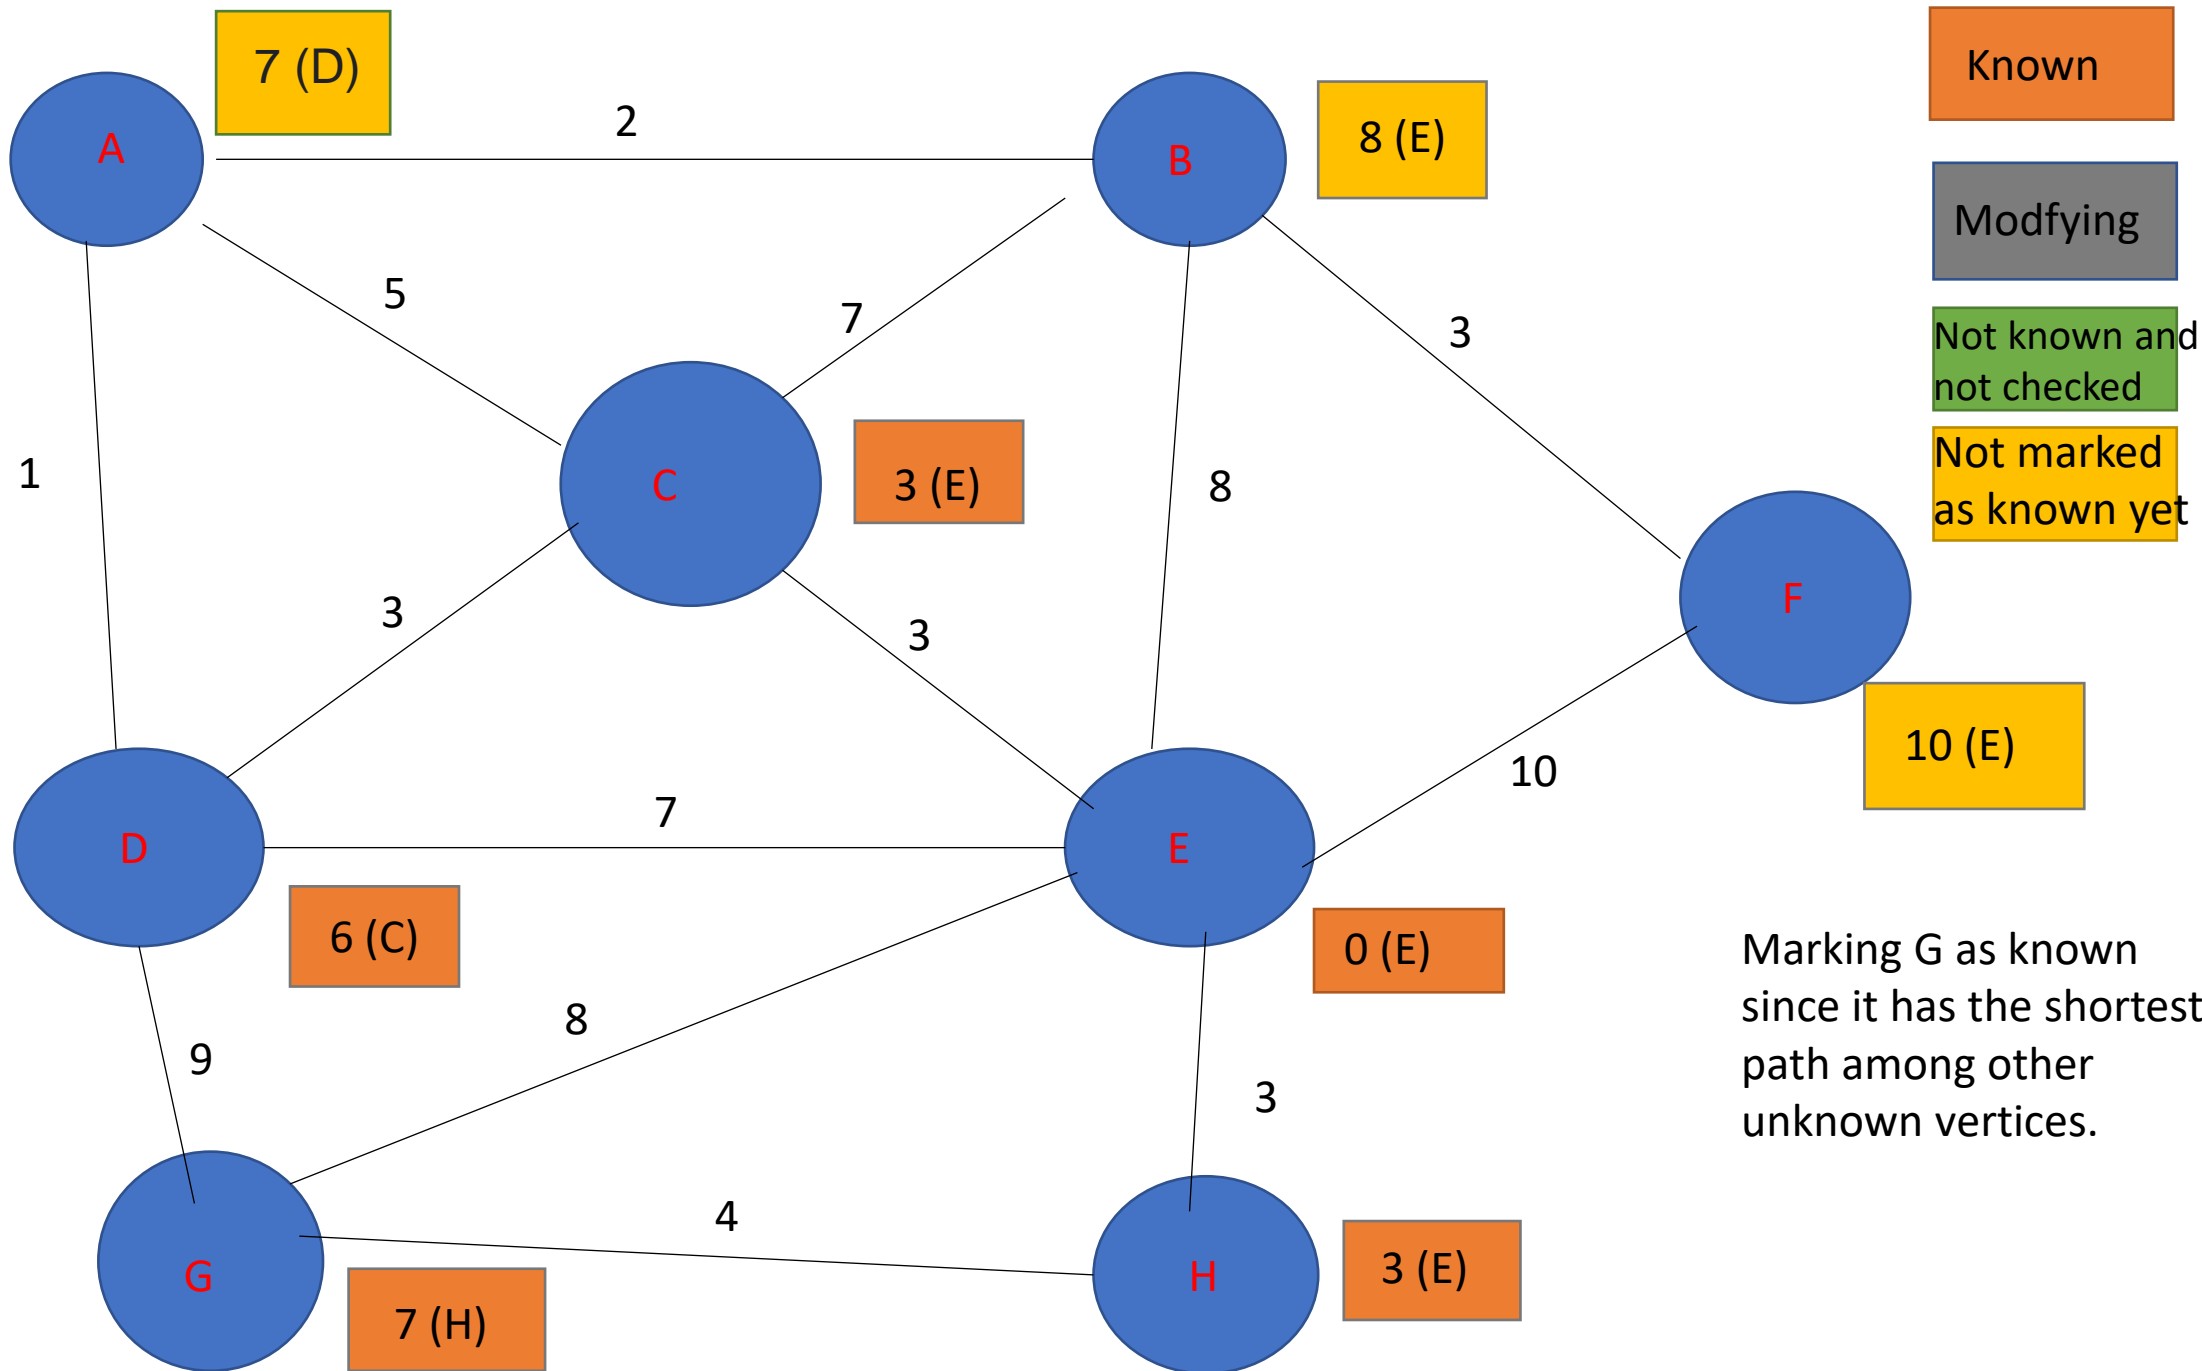 7 (D)
Known
A
2
B
8 (E)
Modfying
5
7
3
Not known and
not checked
1
C
3 (E)
8
Not marked
as known yet
3
3
F
D
7
E
10
10 (E)
6 (C)
0 (E)
Marking G as known
since it has the shortest
path among other
unknown vertices.
9
8
3
G
4
H
3 (E)
7 (H)